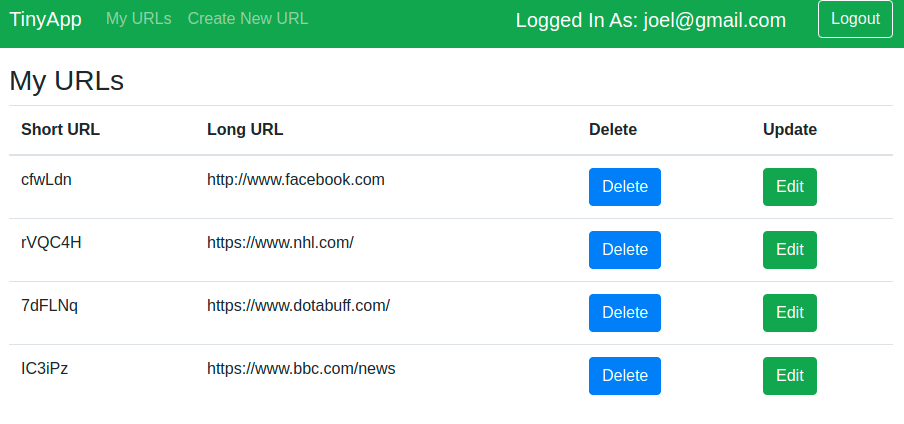 TinyApp My URLs Create New URL Logged In As: joel@gmail.com Logout
My URLs
Short URL Long URL Delete Update
cfwLdn http://www.facebook.com Delete Edit
rVQC4H https://www.nhl.com/ Delete Edit
7dFLNq https://www.dotabuff.com/ Delete Edit
IC3iPz https://www.bbc.com/news Delete Edit